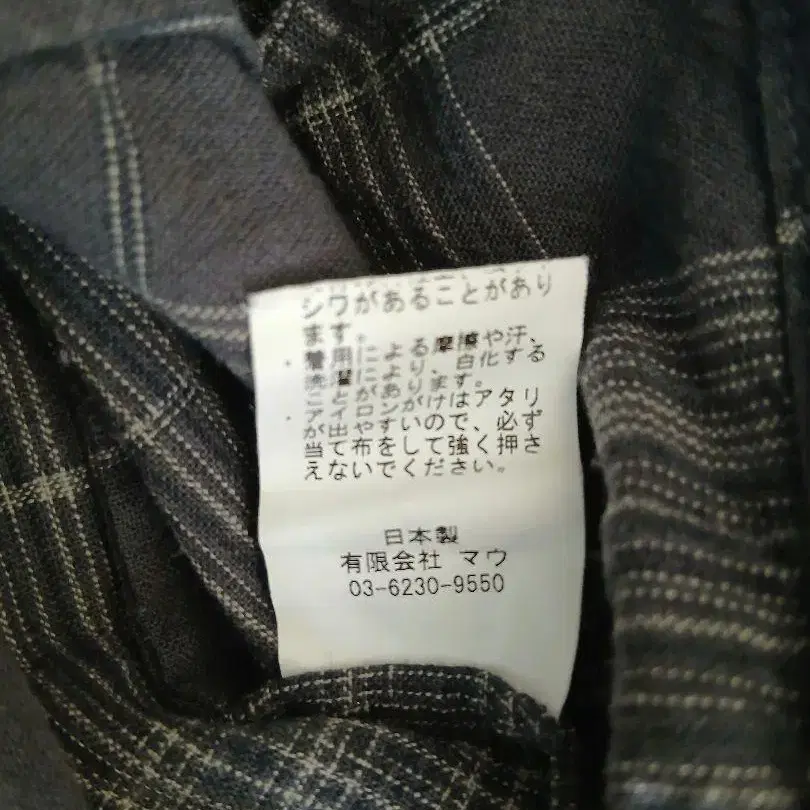 シワがあることがあり
ます。
・着用による摩擦や汗、
洗濯により、白化する
ことがあります。
・アイロンがけはアタリ
が出やすいので、必ず
当て布をして強く押さ
えないでください。
日本製
有限会社 マウ
03-6230-9550